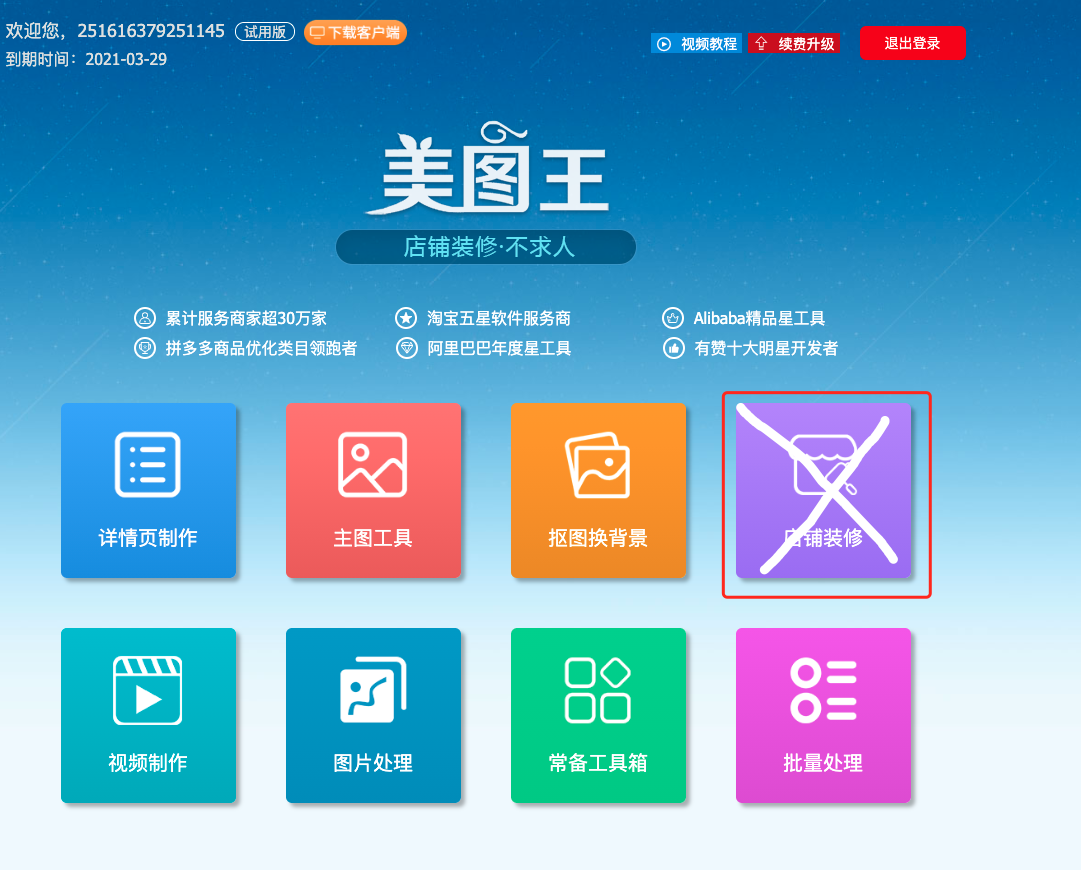 欢迎您，251616379251145 试用版 下载客户端
到期时间：2021-03-29
视频教程 续费升级 退出登录
美图王
店铺装修·不求人
累计服务商家超30万家 淘宝五星软件服务商 Alibaba精品星工具
拼多多商品优化类目领跑者 阿里巴巴年度星工具 有赞十大明星开发者
详情页制作 主图工具 抠图换背景 店铺装修
视频制作 图片处理 常备工具箱 批量处理